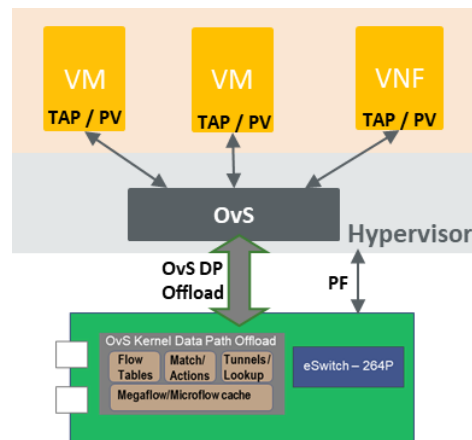 VM
VM
VNF
TAP / PV
TAP / PV
TAP / PV
OvS
Hypervisor
OvS DP
Offload
PF
OvS Kernel Data Path Offload
Flow
Tables
Match/
Actions
Tunnels/
Lookup
Megaflow/Microflow cache
eSwitch – 264P